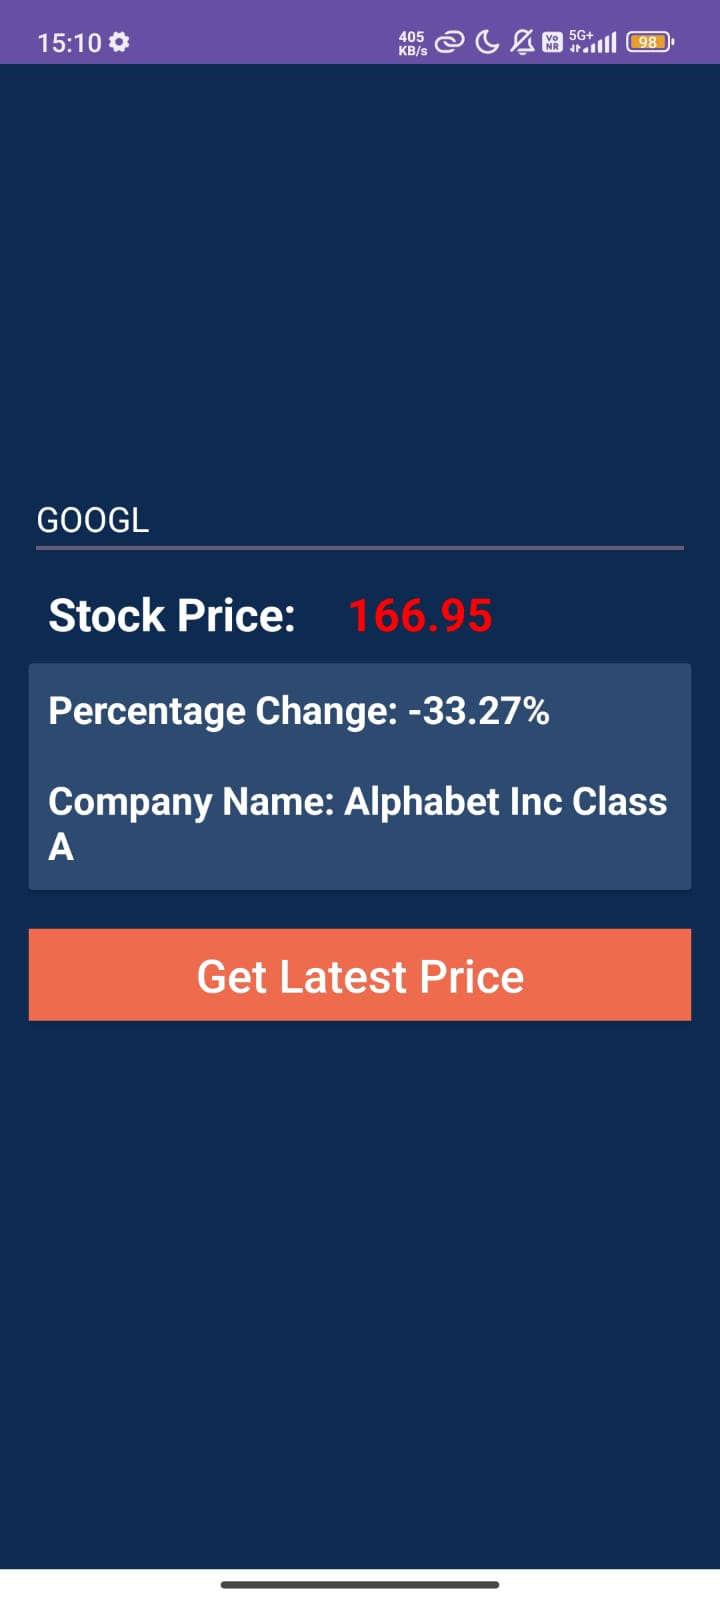 15:10
405
KB/s
Vo
NR
5G+
98
GOOGL
Stock Price: 166.95
Percentage Change: -33.27%
Company Name: Alphabet Inc Class
A
Get Latest Price